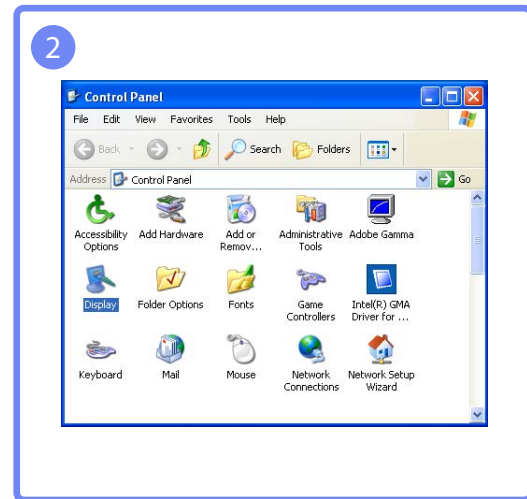 2
Control Panel
File Edit View Favorites Tools Help
Back Search Folders
Address Control Panel Go
Accessibility Options
Add Hardware
Add or Remov...
Administrative Tools
Adobe Gamma
Display
Folder Options
Fonts
Game Controllers
Intel(R) GMA Driver for ...
Keyboard
Mail
Mouse
Network Connections
Network Setup Wizard